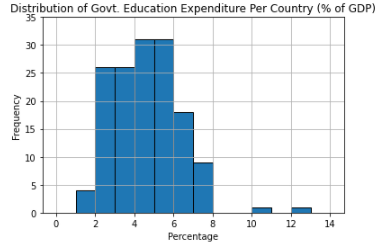 Distribution of Govt. Education Expenditure Per Country (% of GDP)
35
30
25
20
15
10
5
0
Frequency
0 2 4 6 8 10 12 14
Percentage